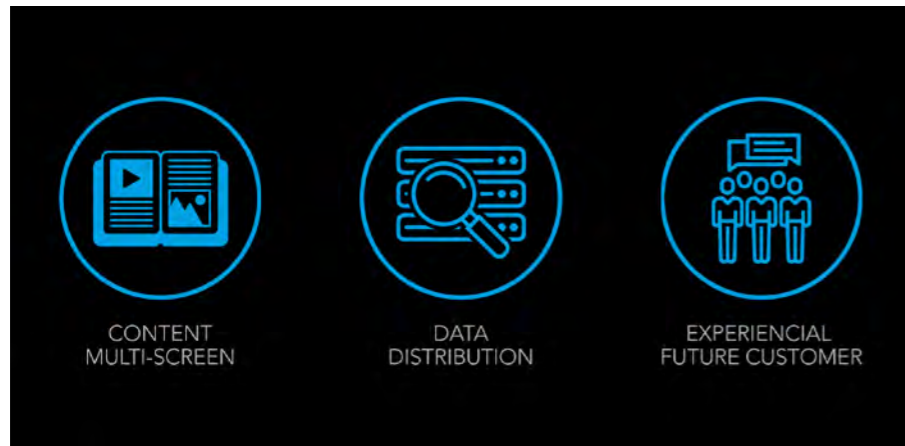 CONTENT
MULTI-SCREEN
DATA
DISTRIBUTION
EXPERIENCIAL
FUTURE CUSTOMER